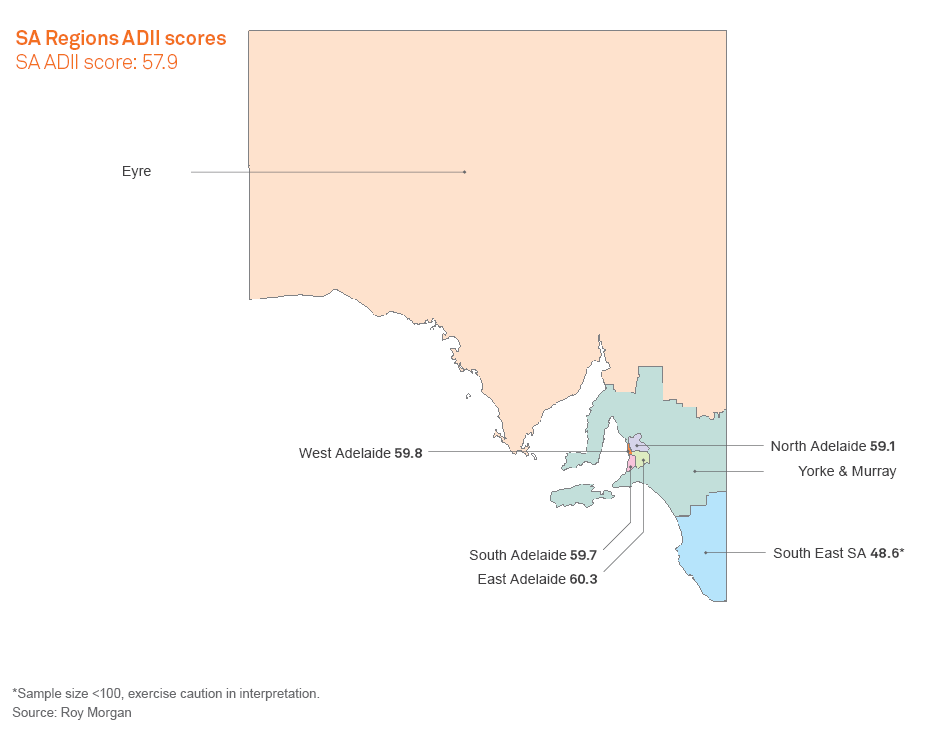 SA Regions ADII scores
SA ADII score: 57.9
Eyre
West Adelaide 59.8
North Adelaide 59.1
Yorke & Murray
South Adelaide 59.7
East Adelaide 60.3
South East SA 48.6*
*Sample size <100, exercise caution in interpretation.
Source: Roy Morgan